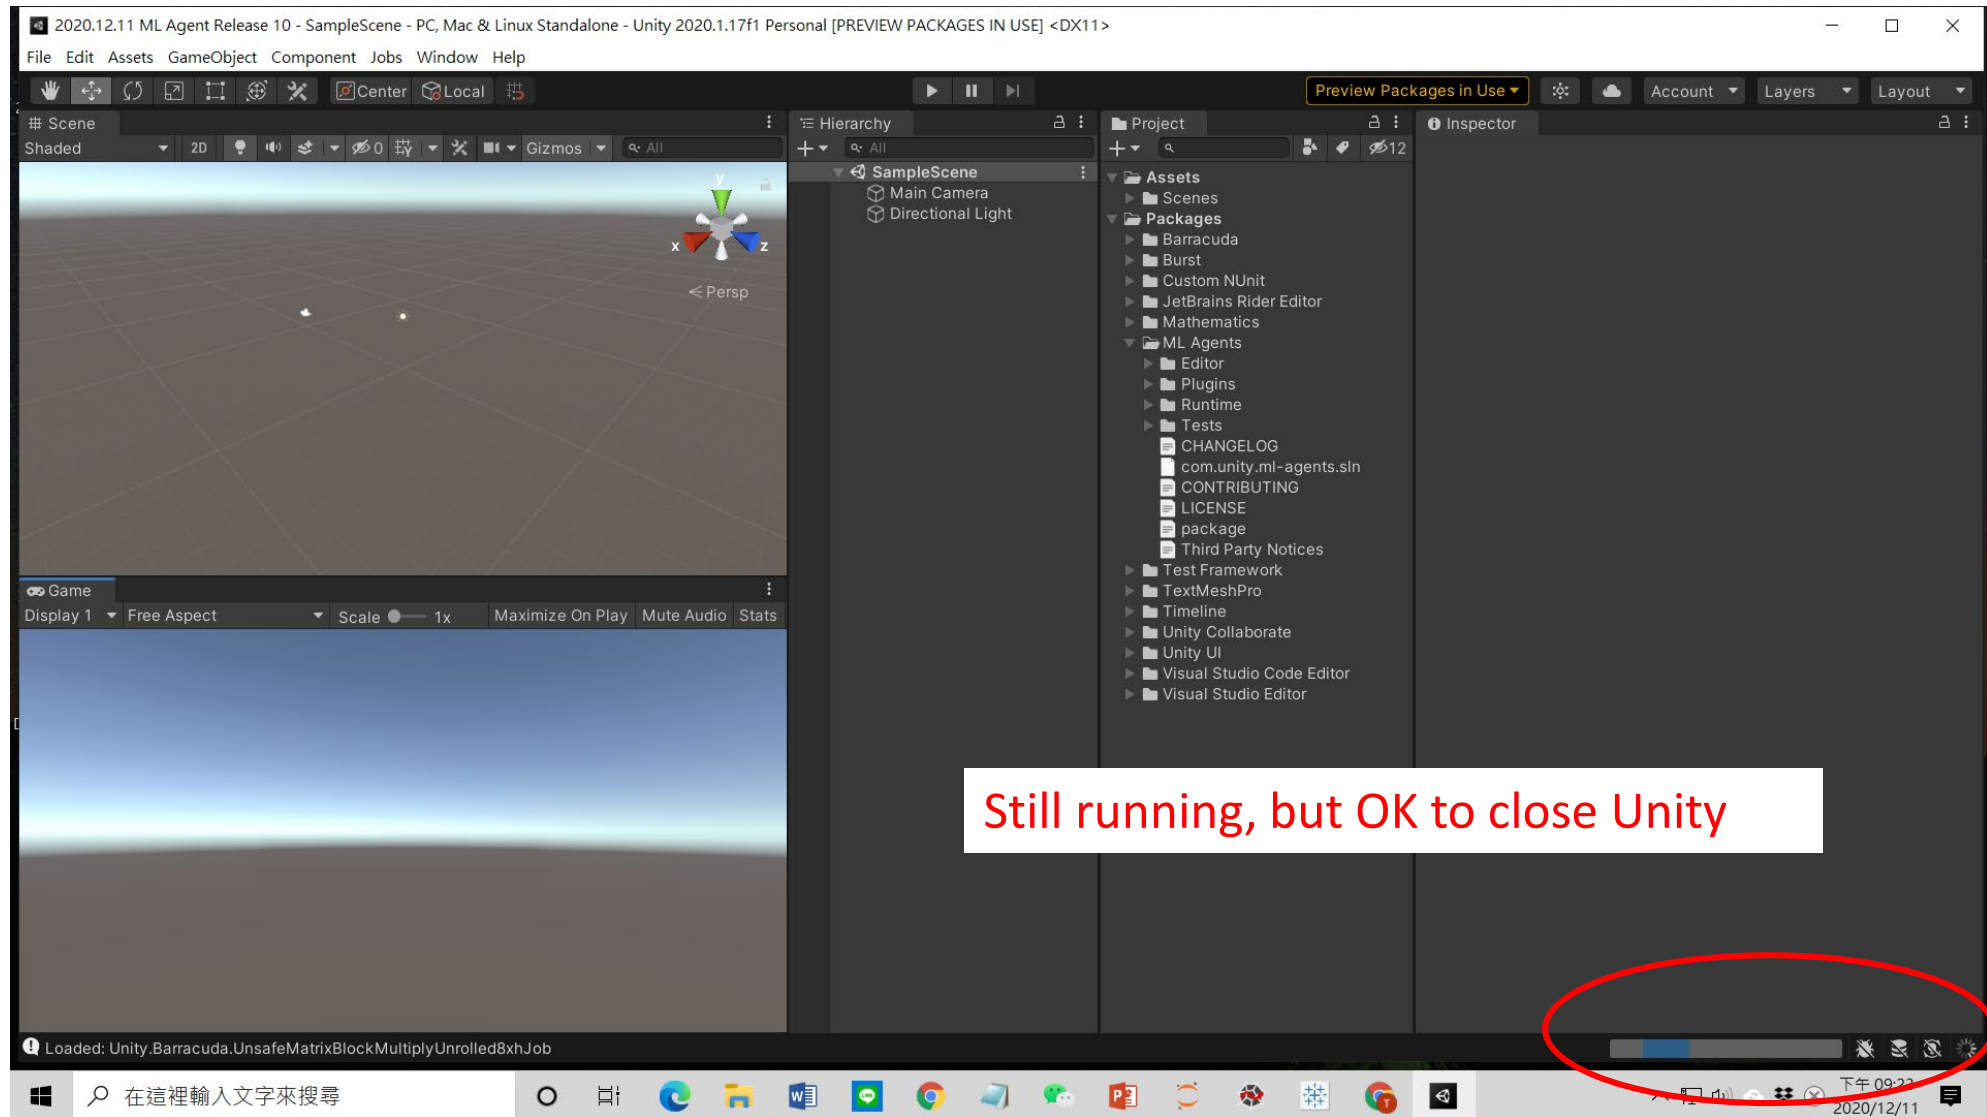 2020.12.11 ML Agent Release 10 - SampleScene - PC, Mac & Linux Standalone - Unity 2020.1.17f1 Personal [PREVIEW PACKAGES IN USE] <DX11>
File Edit Assets GameObject Component Jobs Window Help
Center Local Preview Packages in Use Account Layers Layout
Scene
Shaded 2D 0 Gizmos All
y
x z
Persp
Game
Display 1 Free Aspect Scale 1x Maximize On Play Mute Audio Stats
Hierarchy
All
SampleScene
Main Camera
Directional Light
Project
12
Assets
Scenes
Packages
Barracuda
Burst
Custom NUnit
JetBrains Rider Editor
Mathematics
ML Agents
Editor
Plugins
Runtime
Tests
CHANGELOG
com.unity.ml-agents.sln
CONTRIBUTING
LICENSE
package
Third Party Notices
Test Framework
TextMeshPro
Timeline
Unity Collaborate
Unity UI
Visual Studio Code Editor
Visual Studio Editor
Inspector
Still running, but OK to close Unity
Loaded: Unity.Barracuda.UnsafeMatrixBlockMultiplyUnrolled8xhJob
在這裡輸入文字來搜尋
下午 09:22
2020/12/11